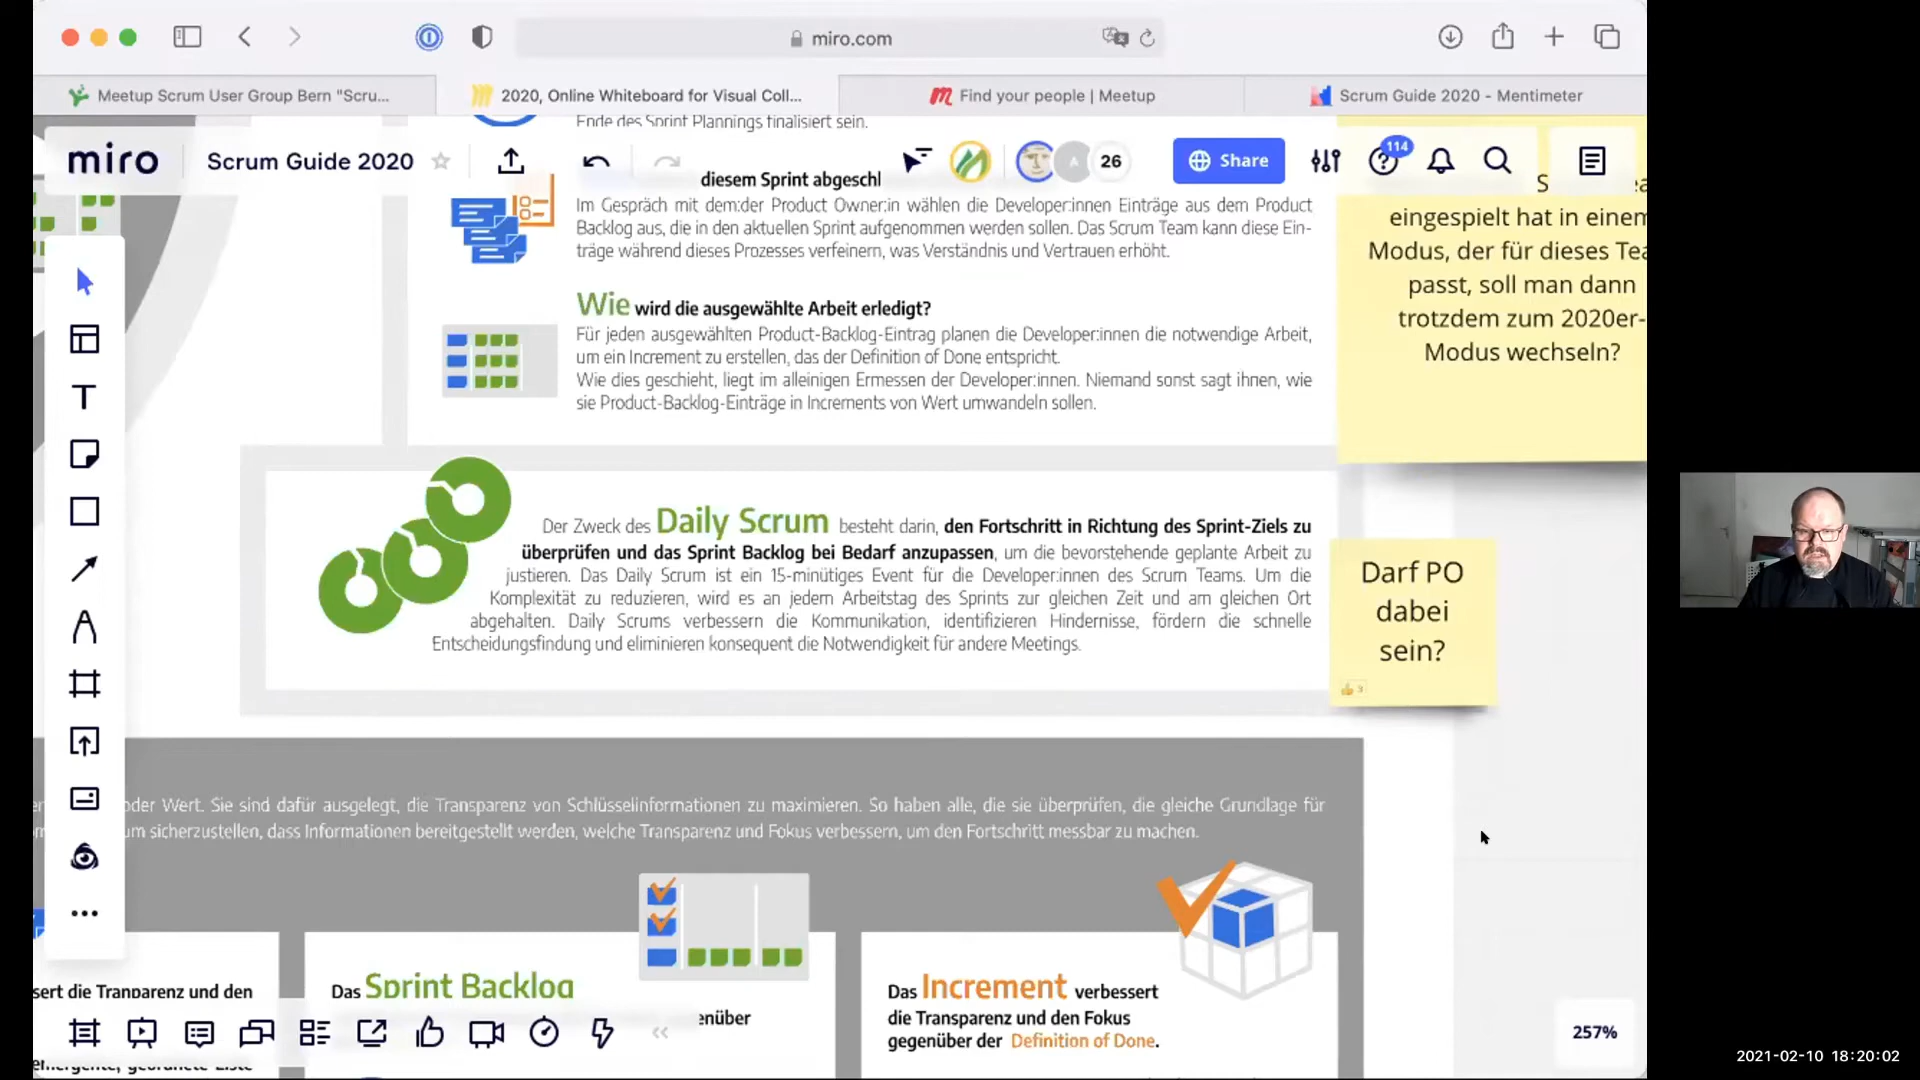 miro.com
Meetup Scrum User Group Bern "Scru...
2020, Online Whiteboard for Visual Coll...
Find your people | Meetup
Scrum Guide 2020 - Mentimeter
Ende des Sprint Plannings finalisiert sein.
miro
Scrum Guide 2020
26
Share
114
diesem Sprint abgeschl
Im Gespräch mit dem:der Product Owner:in wählen die Developer:innen Einträge aus dem Product
Backlog aus, die in den aktuellen Sprint aufgenommen werden sollen. Das Scrum Team kann diese Ein-
träge während dieses Prozesses verfeinern, was Verständnis und Vertrauen erhöht.
Wie wird die ausgewählte Arbeit erledigt?
Für jeden ausgewählten Product-Backlog-Eintrag planen die Developer:innen die notwendige Arbeit,
um ein Increment zu erstellen, das der Definition of Done entspricht.
Wie dies geschieht, liegt im alleinigen Ermessen der Developer:innen. Niemand sonst sagt ihnen, wie
sie Product-Backlog-Einträge in Increments von Wert umwandeln sollen.
eingespielt hat in einem
Modus, der für dieses Tea
passt, soll man dann
trotzdem zum 2020er-
Modus wechseln?
Der Zweck des Daily Scrum besteht darin, den Fortschritt in Richtung des Sprint-Ziels zu
überprüfen und das Sprint Backlog bei Bedarf anzupassen, um die bevorstehende geplante Arbeit zu
justieren. Das Daily Scrum ist ein 15-minütiges Event für die Developer:innen des Scrum Teams. Um die
Komplexität zu reduzieren, wird es an jedem Arbeitstag des Sprints zur gleichen Zeit und am gleichen Ort
abgehalten. Daily Scrums verbessern die Kommunikation, identifizieren Hindernisse, fördern die schnelle
Entscheidungsfindung und eliminieren konsequent die Notwendigkeit für andere Meetings.
Darf PO
dabei
sein?
3
oder Wert. Sie sind dafür ausgelegt, die Transparenz von Schlüsselinformationen zu maximieren. So haben alle, die sie überprüfen, die gleiche Grundlage für
um sicherzustellen, dass Informationen bereitgestellt werden, welche Transparenz und Fokus verbessern, um den Fortschritt messbar zu machen.
sert die Tranparenz und den
Das Sprint Backlog
enüber
Das Increment verbessert
die Transparenz und den Fokus
gegenüber der Definition of Done.
257%
2021-02-10 18:20:02